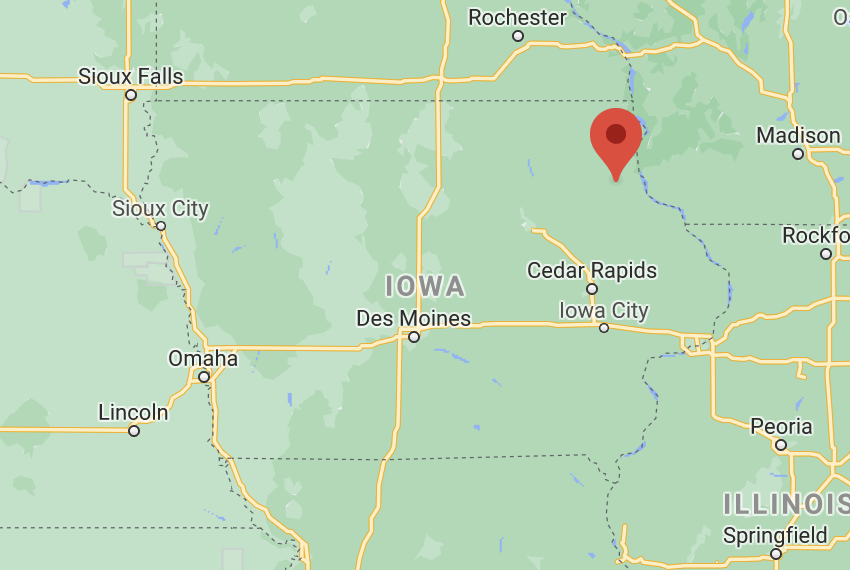 Rochester
O
Sioux Falls
Madison
Sioux City
Rockfo
Cedar Rapids
IOWA
Iowa City
Des Moines
Omaha
Lincoln
Peoria
ILLINOIS
Springfield